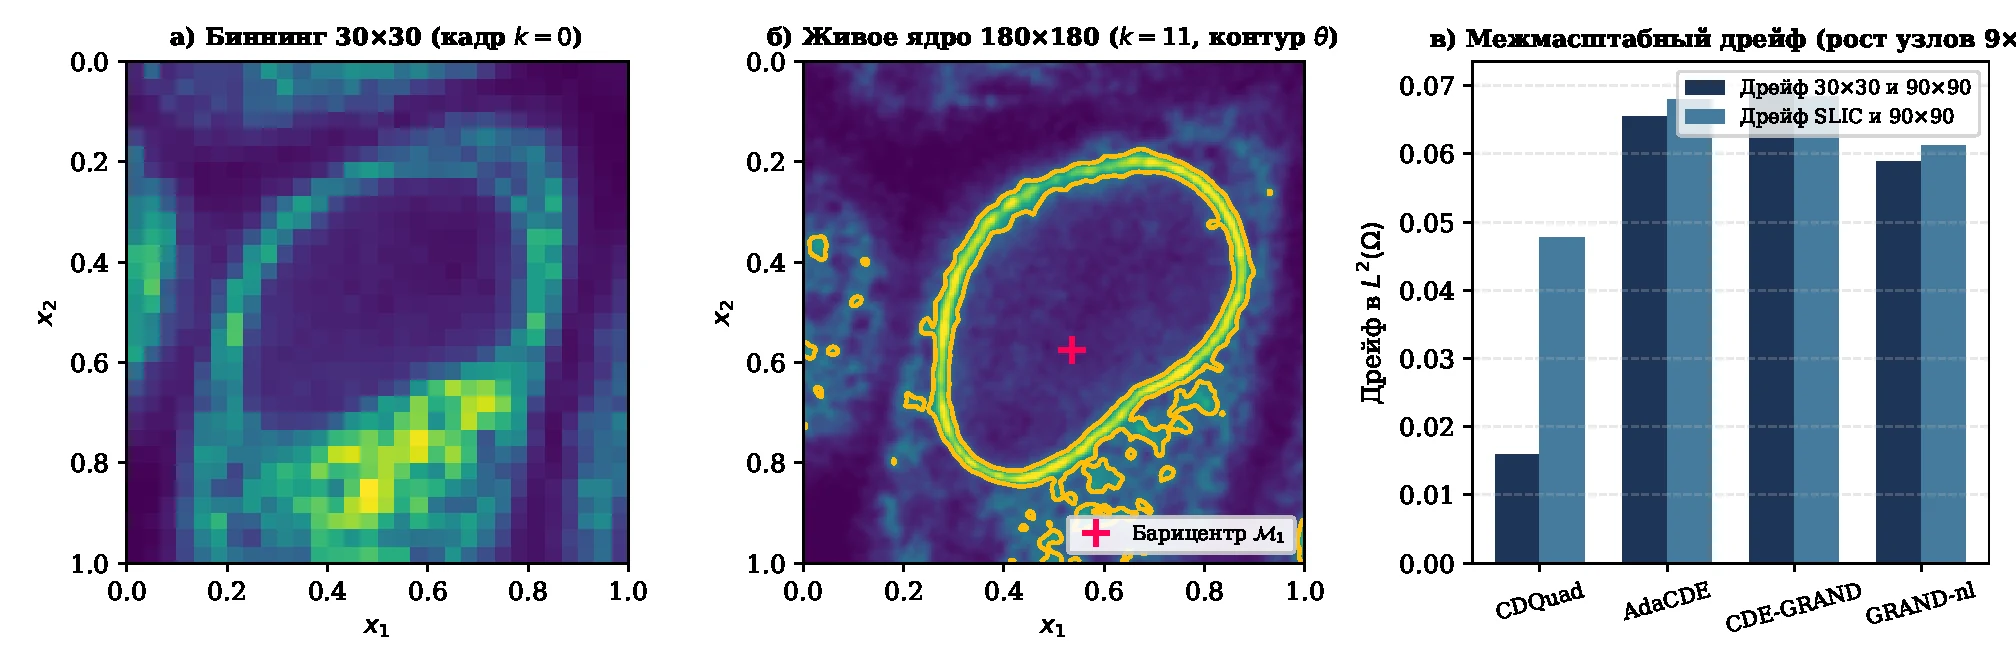 а) Биннинг 30×30 (кадр k = 0)
0.0
0.2
0.4
0.6
0.8
1.0
x₂
0.0 0.2 0.4 0.6 0.8 1.0
x₁
б) Живое ядро 180×180 (k = 11, контур θ)
0.0
0.2
0.4
0.6
0.8
1.0
x₂
Барицентр ℳ₁
0.0 0.2 0.4 0.6 0.8 1.0
x₁
в) Межмасштабный дрейф (рост узлов 9×
Дрейф 30×30 и 90×90
Дрейф SLIC и 90×90
0.07
0.06
0.05
0.04
0.03
0.02
0.01
0.00
Дрейф в L²(Ω)
CDQuad AdaCDE CDE-GRAND GRAND-nl